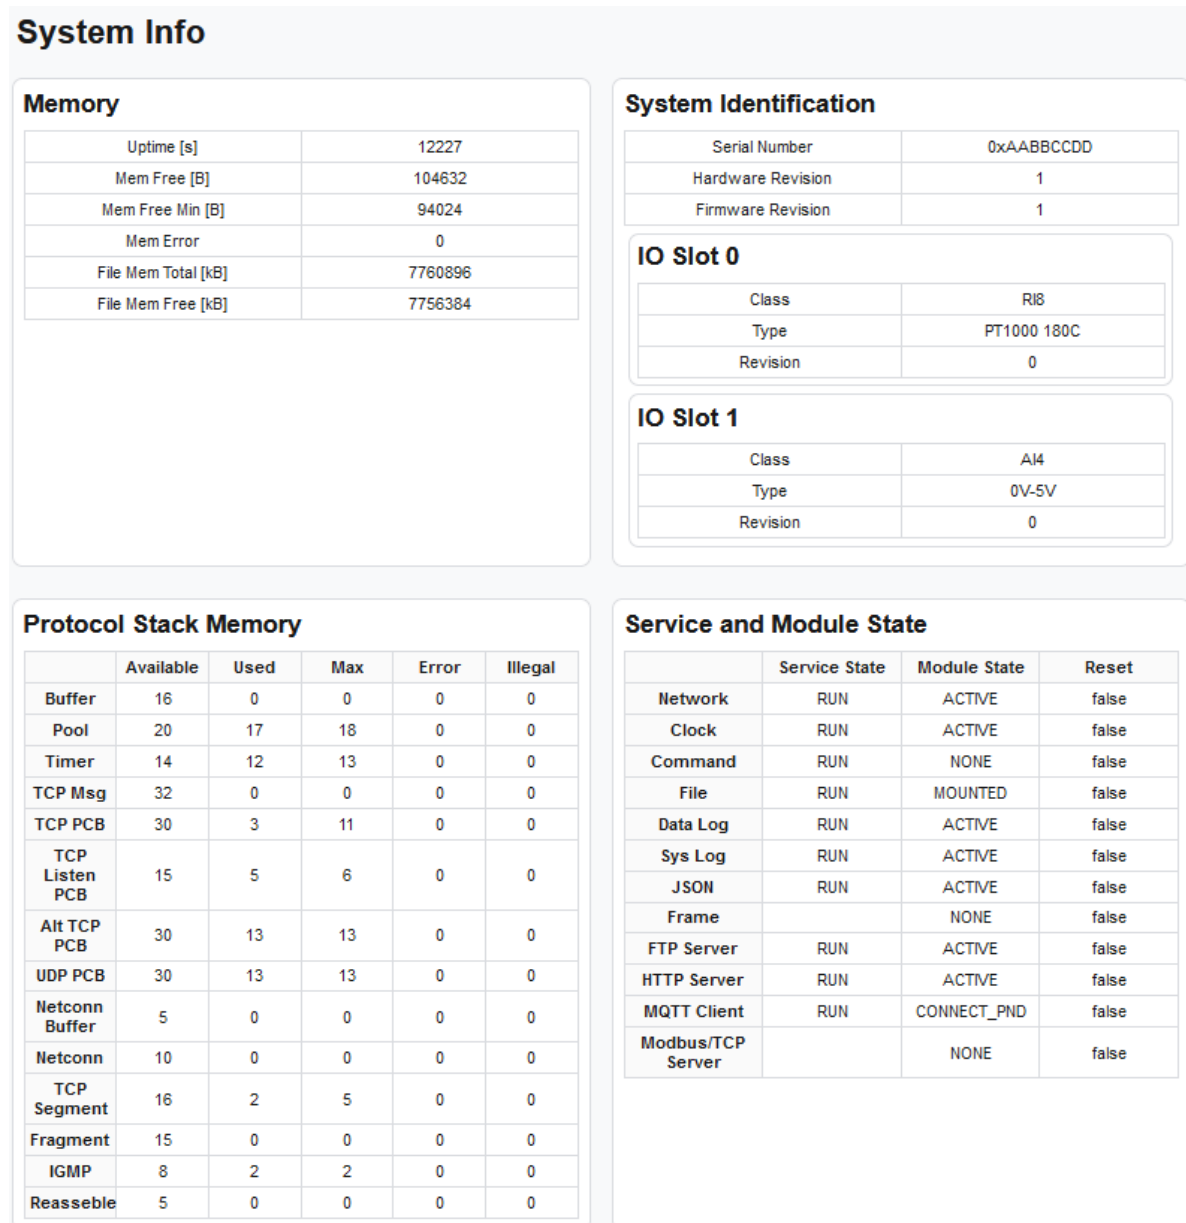 System Info
Memory
Uptime [s] 12227
Mem Free [B] 104632
Mem Free Min [B] 94024
Mem Error 0
File Mem Total [kB] 7760896
File Mem Free [kB] 7756384
System Identification
Serial Number 0xAABBCCDD
Hardware Revision 1
Firmware Revision 1
IO Slot 0
Class RI8
Type PT1000 180C
Revision 0
IO Slot 1
Class AI4
Type 0V-5V
Revision 0
Protocol Stack Memory
Available Used Max Error Illegal
Buffer 16 0 0 0 0
Pool 20 17 18 0 0
Timer 14 12 13 0 0
TCP Msg 32 0 0 0 0
TCP PCB 30 3 11 0 0
TCP
Listen 15 5 6 0 0
PCB
Alt TCP
PCB 30 13 13 0 0
UDP PCB 30 13 13 0 0
Netconn
Buffer 5 0 0 0 0
Netconn 10 0 0 0 0
TCP
Segment 16 2 5 0 0
Fragment 15 0 0 0 0
IGMP 8 2 2 0 0
Reasseble 5 0 0 0 0
Service and Module State
Service State Module State Reset
Network RUN ACTIVE false
Clock RUN ACTIVE false
Command RUN NONE false
File RUN MOUNTED false
Data Log RUN ACTIVE false
Sys Log RUN ACTIVE false
JSON RUN ACTIVE false
Frame NONE false
FTP Server RUN ACTIVE false
HTTP Server RUN ACTIVE false
MQTT Client RUN CONNECT_PND false
Modbus/TCP
Server NONE false